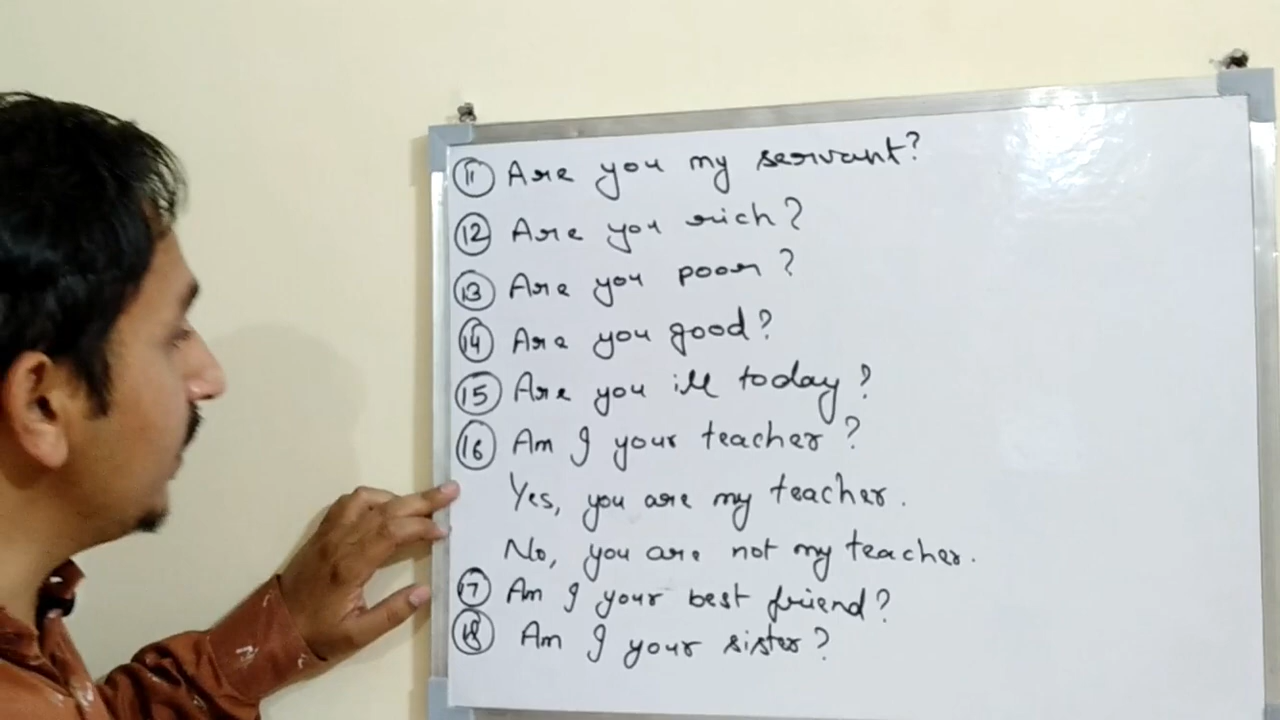 11 Are you my servant?
12 Are you rich?
13 Are you poor?
14 Are you good?
15 Are you ill today?
16 Am I your teacher?
Yes, you are my teacher.
No, you are not my teacher.
17 Am I your best friend?
18 Am I your sister?